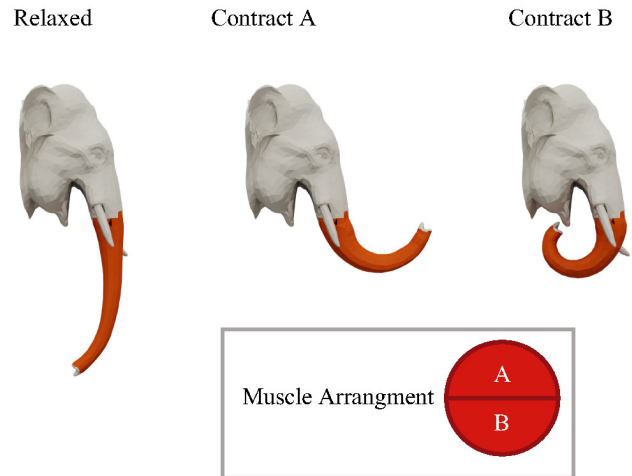 Relaxed
Contract A
Contract B
Muscle Arrangment
A
B